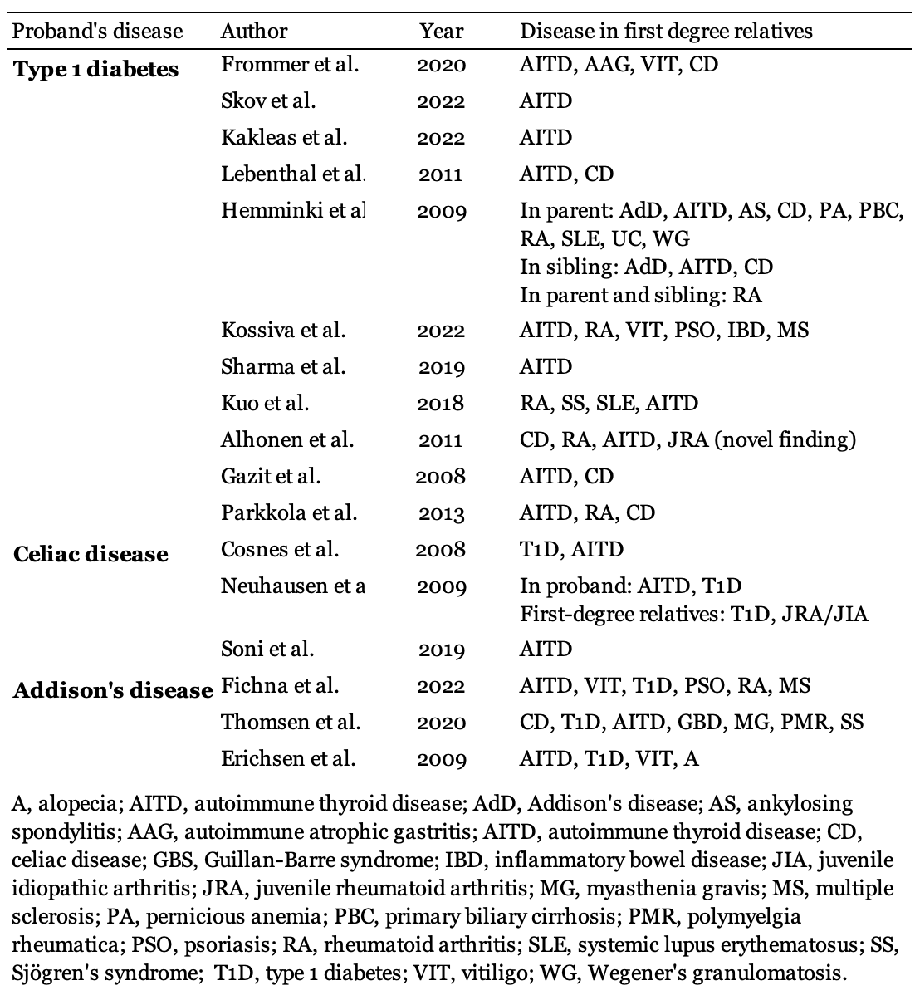 Proband's disease Author Year Disease in first degree relatives
Type 1 diabetes Frommer et al. 2020 AITD, AAG, VIT, CD
Skov et al. 2022 AITD
Kakleas et al. 2022 AITD
Lebenthal et al. 2011 AITD, CD
Hemminki et al 2009 In parent: AdD, AITD, AS, CD, PA, PBC,
RA, SLE, UC, WG
In sibling: AdD, AITD, CD
In parent and sibling: RA
Kossiva et al. 2022 AITD, RA, VIT, PSO, IBD, MS
Sharma et al. 2019 AITD
Kuo et al. 2018 RA, SS, SLE, AITD
Alhonen et al. 2011 CD, RA, AITD, JRA (novel finding)
Gazit et al. 2008 AITD, CD
Parkkola et al. 2013 AITD, RA, CD
Celiac disease Cosnes et al. 2008 T1D, AITD
Neuhausen et a 2009 In proband: AITD, T1D
First-degree relatives: T1D, JRA/JIA
Soni et al. 2019 AITD
Addison's disease Fichna et al. 2022 AITD, VIT, T1D, PSO, RA, MS
Thomsen et al. 2020 CD, T1D, AITD, GBD, MG, PMR, SS
Erichsen et al. 2009 AITD, T1D, VIT, A
A, alopecia; AITD, autoimmune thyroid disease; AdD, Addison's disease; AS, ankylosing
spondylitis; AAG, autoimmune atrophic gastritis; AITD, autoimmune thyroid disease; CD,
celiac disease; GBS, Guillan-Barre syndrome; IBD, inflammatory bowel disease; JIA, juvenile
idiopathic arthritis; JRA, juvenile rheumatoid arthritis; MG, myasthenia gravis; MS, multiple
sclerosis; PA, pernicious anemia; PBC, primary biliary cirrhosis; PMR, polymyelgia
rheumatica; PSO, psoriasis; RA, rheumatoid arthritis; SLE, systemic lupus erythematosus; SS,
Sjögren's syndrome; T1D, type 1 diabetes; VIT, vitiligo; WG, Wegener's granulomatosis.